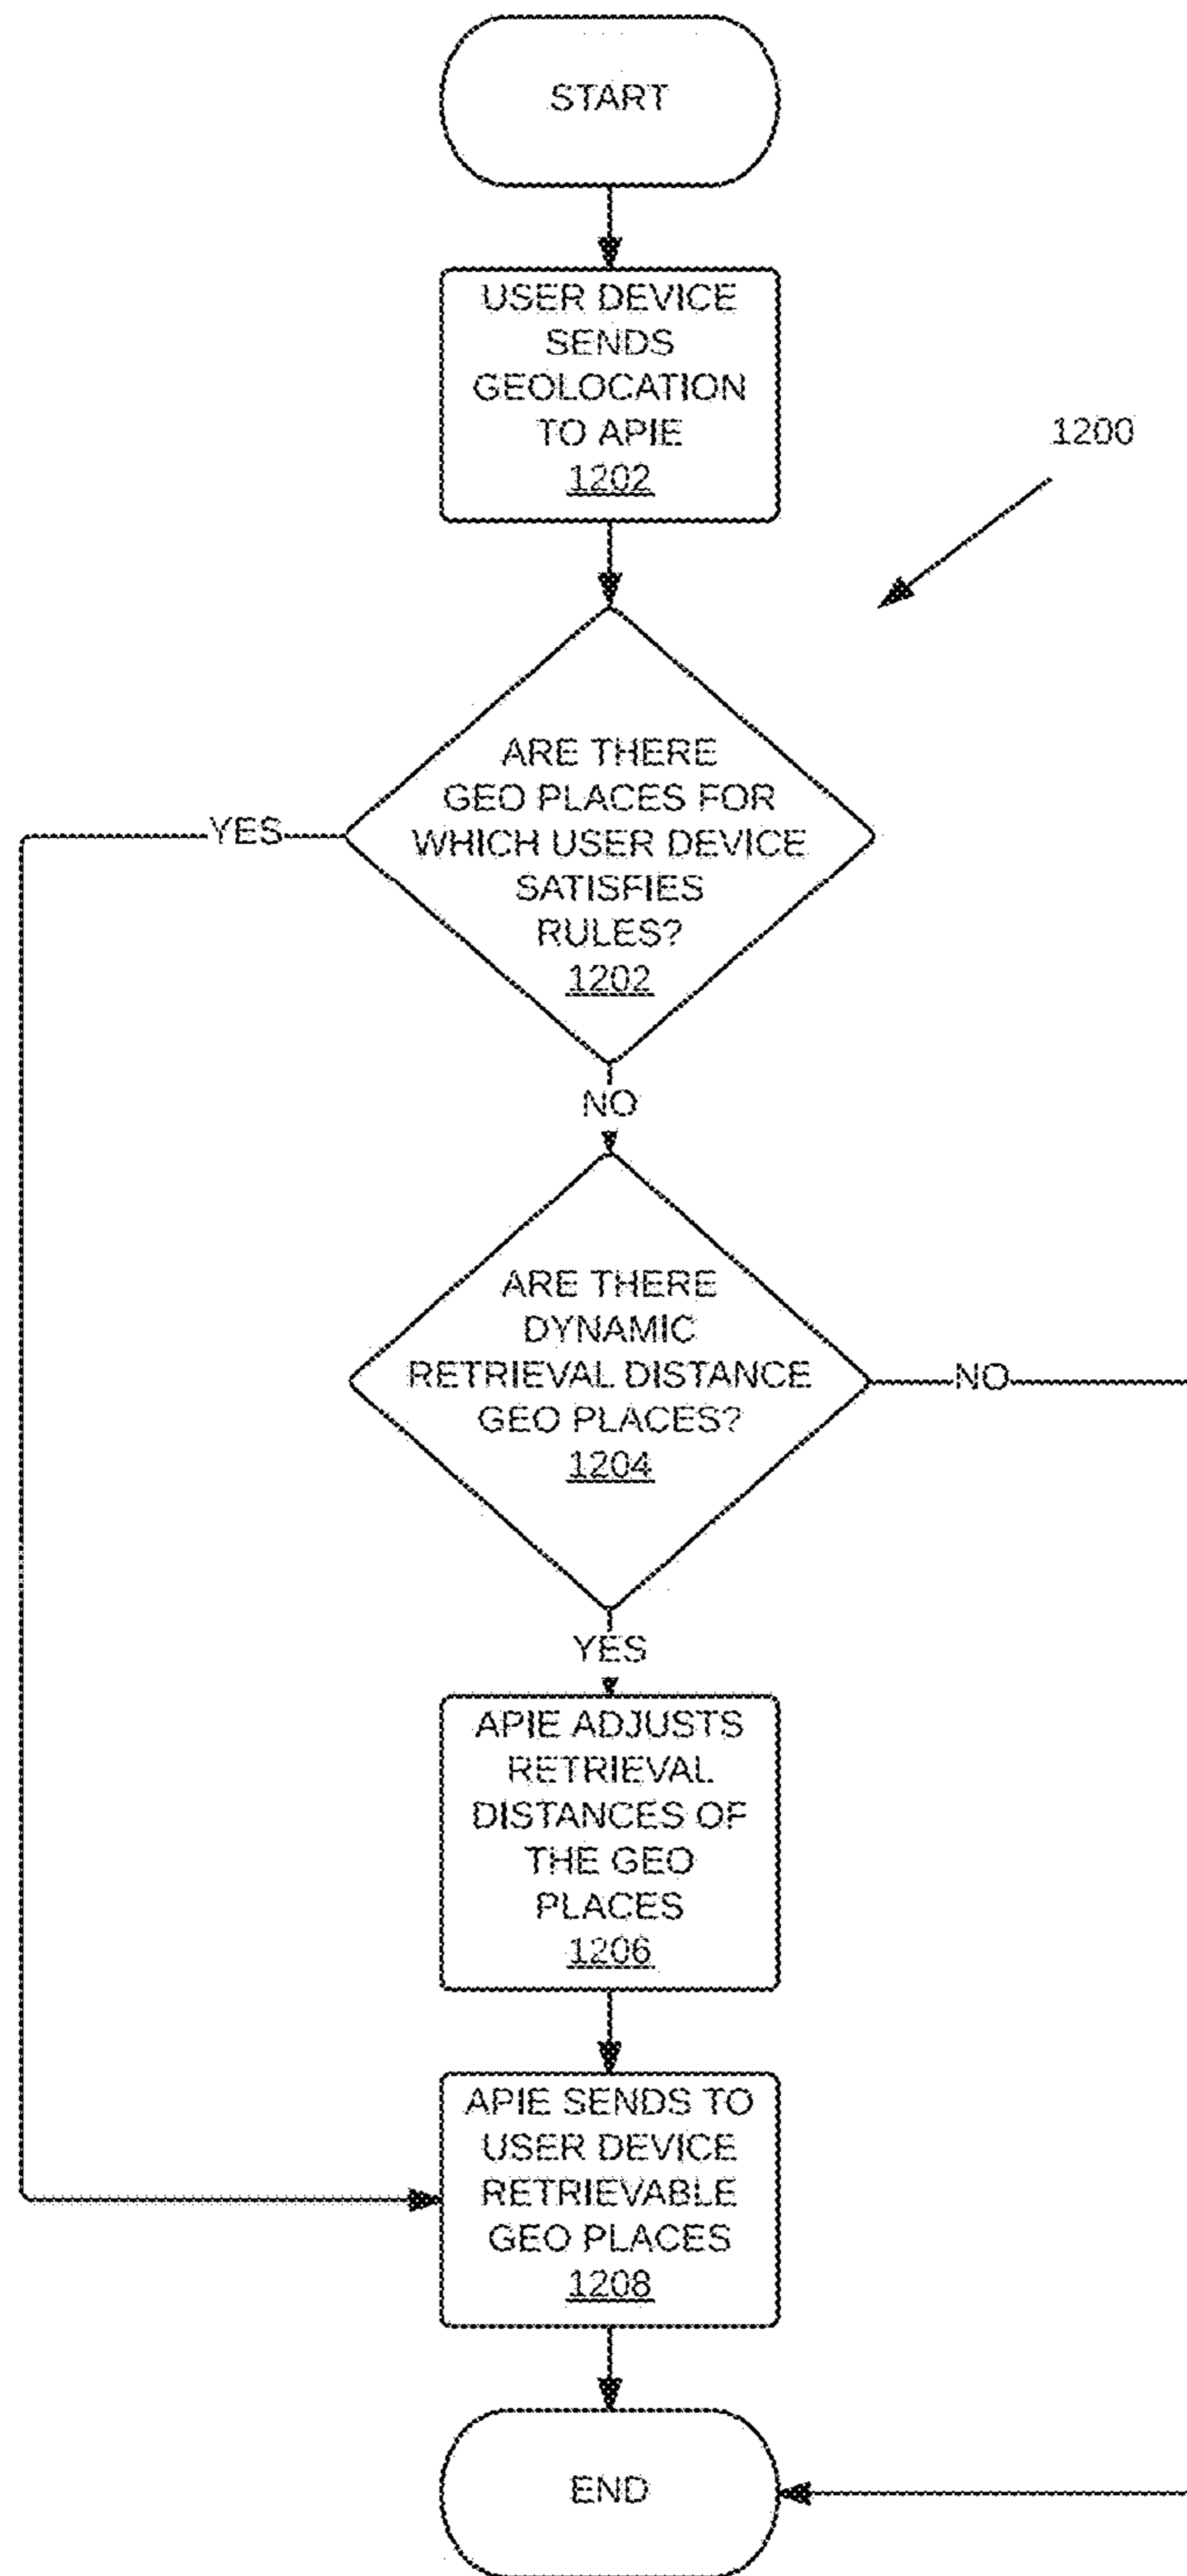 START
USER DEVICE
SENDS
GEOLOCATION
TO APIE
1202
1200
ARE THERE
GEO PLACES FOR
WHICH USER DEVICE
SATISFIES
RULES?
1202
YES
NO
ARE THERE
DYNAMIC
RETRIEVAL DISTANCE
GEO PLACES?
1204
NO
YES
APIE ADJUSTS
RETRIEVAL
DISTANCES OF
THE GEO
PLACES
1206
APIE SENDS TO
USER DEVICE
RETRIEVABLE
GEO PLACES
1208
END